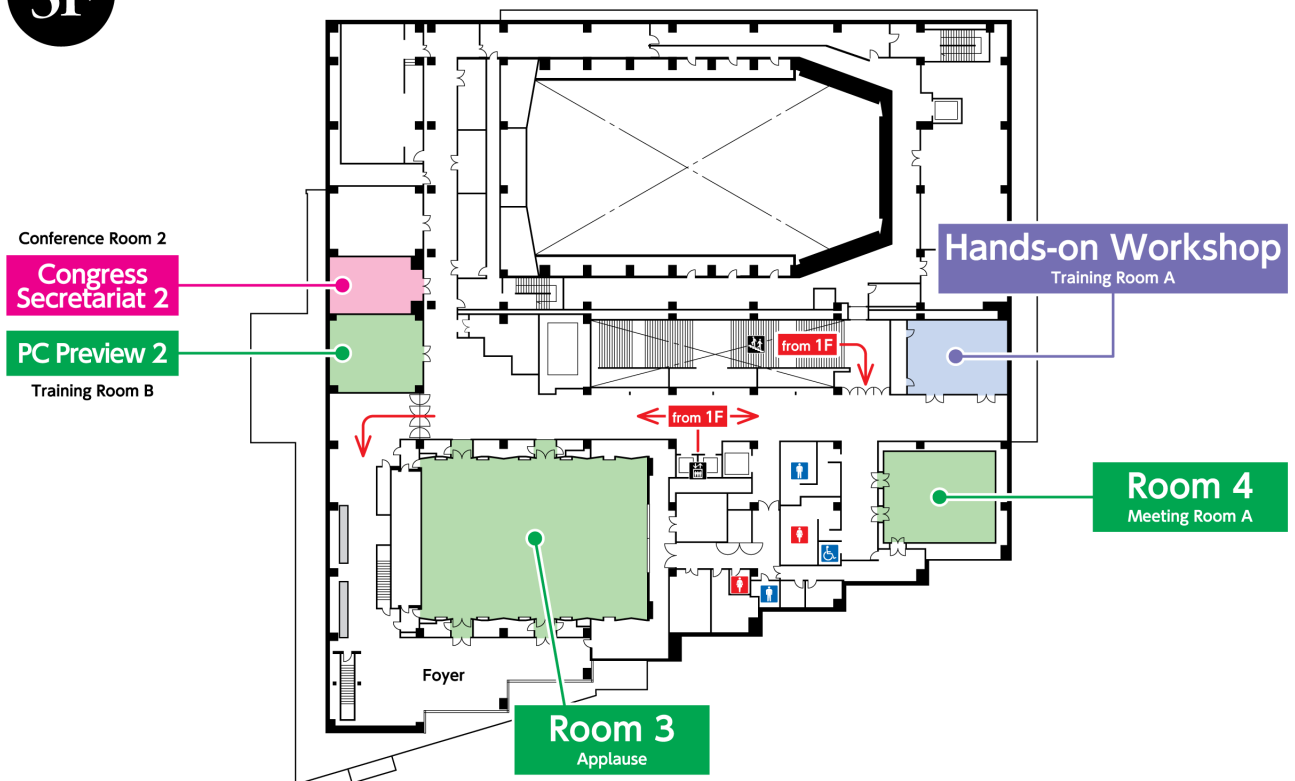 Conference Room 2
Congress
Secretariat 2
PC Preview 2
Training Room B
Hands-on Workshop
Training Room A
from 1F
from 1F
Room 4
Meeting Room A
Foyer
Room 3
Applause